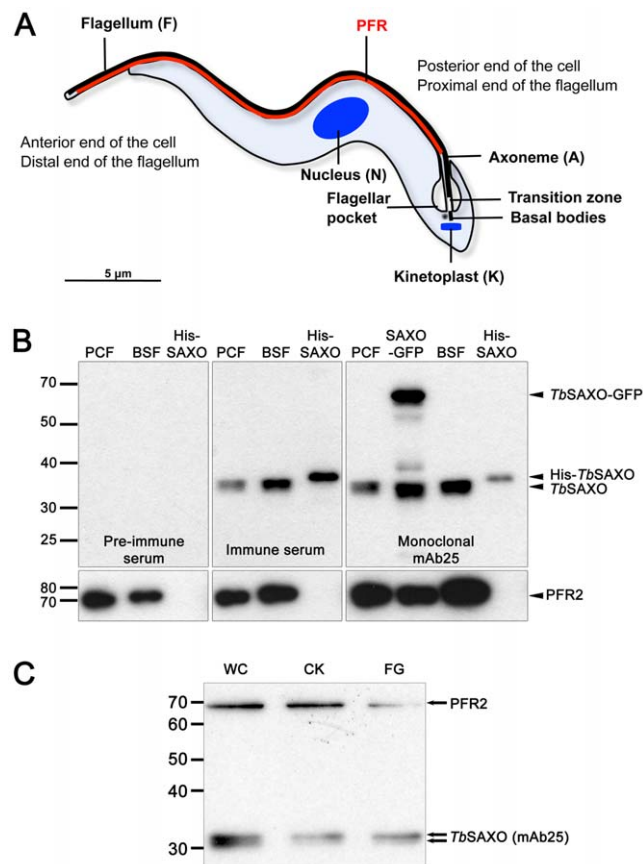 A
Flagellum (F)
PFR
Posterior end of the cell
Proximal end of the flagellum
Anterior end of the cell
Distal end of the flagellum
Nucleus (N)
Axoneme (A)
Flagellar
pocket
Transition zone
Basal bodies
Kinetoplast (K)
5 µm
B
PCF BSF His-
SAXO
PCF BSF His-
SAXO
PCF SAXO
-GFP BSF His-
SAXO
70
50
40
30
25
TbSAXO-GFP
His-TbSAXO
TbSAXO
Pre-immune
serum
Immune serum
Monoclonal
mAb25
80
70
PFR2
C
WC CK FG
70
60
50
40
30
PFR2
TbSAXO (mAb25)